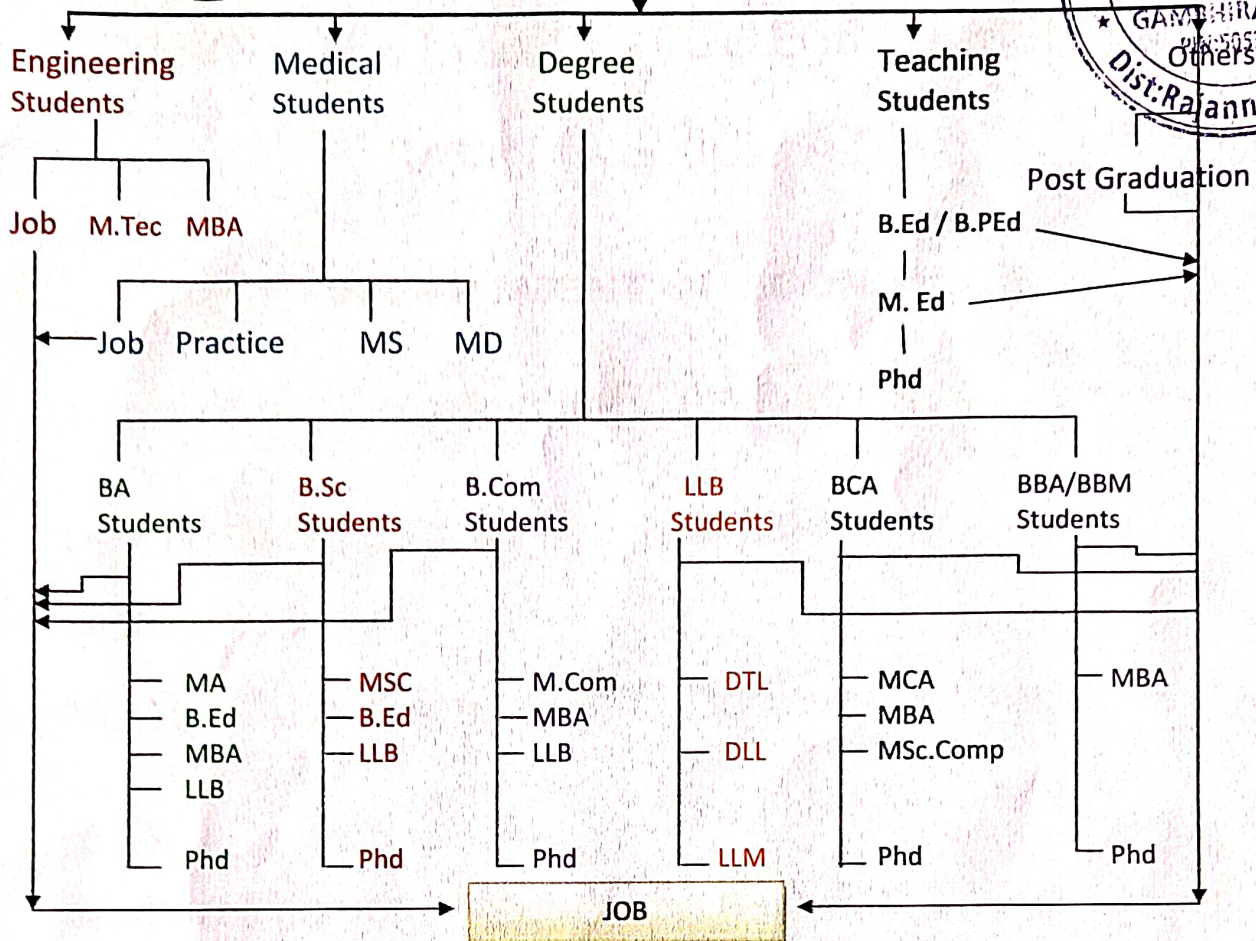 Engineering
Students
Medical
Students
Degree
Students
Teaching
Students
Others
Post Graduation
Job
M.Tec
MBA
B.Ed / B.PEd
M. Ed
Phd
Job
Practice
MS
MD
BA
Students
B.Sc
Students
B.Com
Students
LLB
Students
BCA
Students
BBA/BBM
Students
MA
B.Ed
MBA
LLB
Phd
MSC
B.Ed
LLB
Phd
M.Com
MBA
LLB
Phd
DTL
DLL
LLM
MCA
MBA
MSc.Comp
Phd
MBA
Phd
JOB